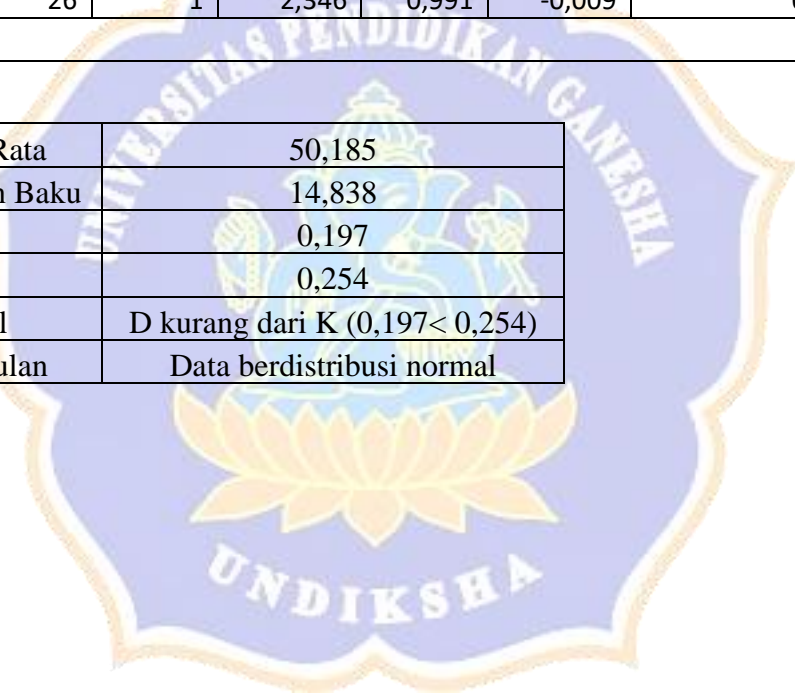 26 1 2,346 0,991 -0,009
UNIVERSITAS PENDIDIKAN GANESHA
Rata 50,185
Baku 14,838
0,197
0,254
D kurang dari K (0,197< 0,254)
Data berdistribusi normal
UNDIKSHA